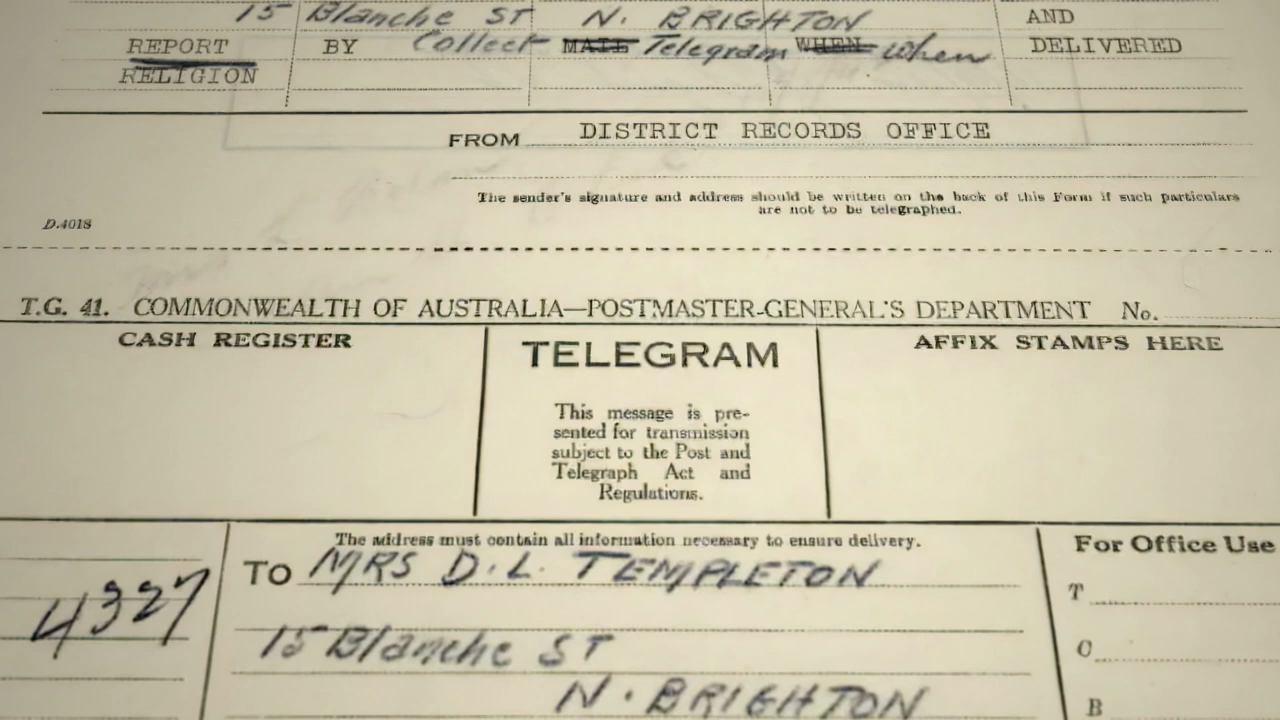 15 Blanche ST N. BRIGHTON AND
REPORT BY Collect MAIL Telegram WHEN when DELIVERED
RELIGION
FROM DISTRICT RECORDS OFFICE
The sender's signature and address should be written on the back of this Form if such particulars
are not to be telegraphed.
D.4018
T.G. 41. COMMONWEALTH OF AUSTRALIA—POSTMASTER-GENERAL'S DEPARTMENT No.
CASH REGISTER
TELEGRAM
This message is pre-
sented for transmission
subject to the Post and
Telegraph Act and
Regulations.
AFFIX STAMPS HERE
4327
The address must contain all information necessary to ensure delivery.
TO MRS D.L. TEMPLETON
15 Blanche ST
N. BRIGHTON
For Office Use
T
O
B